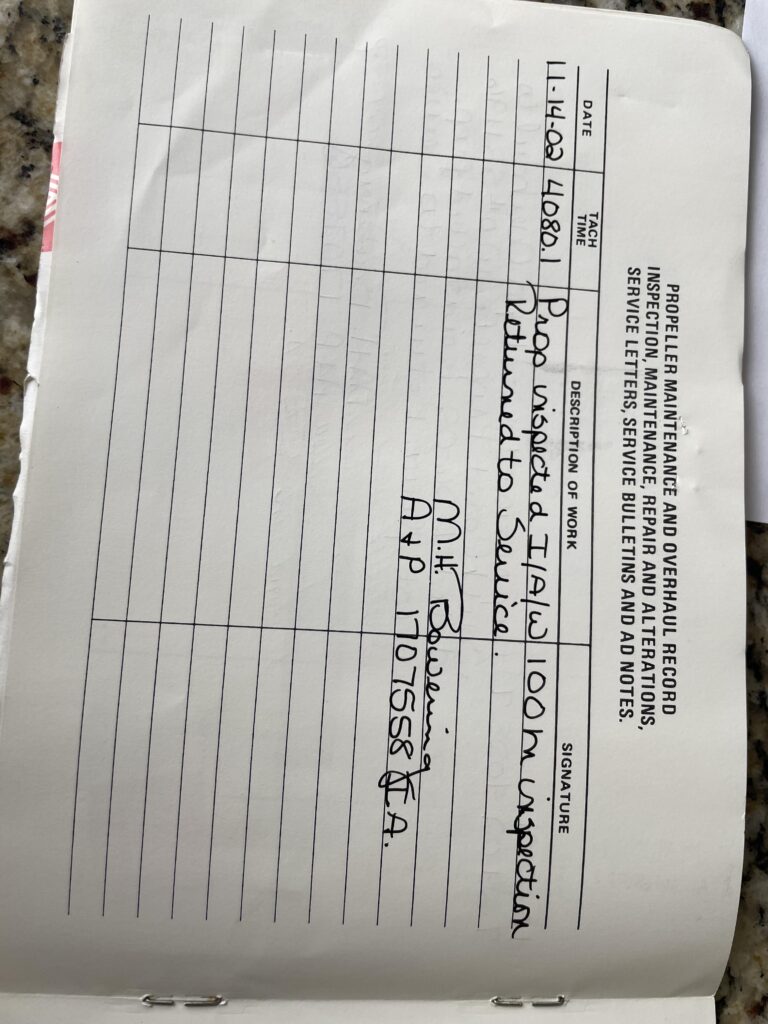 PROPELLER MAINTENANCE AND OVERHAUL RECORD
INSPECTION, MAINTENANCE, REPAIR AND ALTERATIONS,
SERVICE LETTERS, SERVICE BULLETINS AND AD NOTES.
DATE TACH TIME DESCRIPTION OF WORK SIGNATURE
11-14-02 4080.1 Prop inspected I/A/W 100 hr inspection
Returned to Service.
M.H. Bowering
A & P 1707558 I.A.